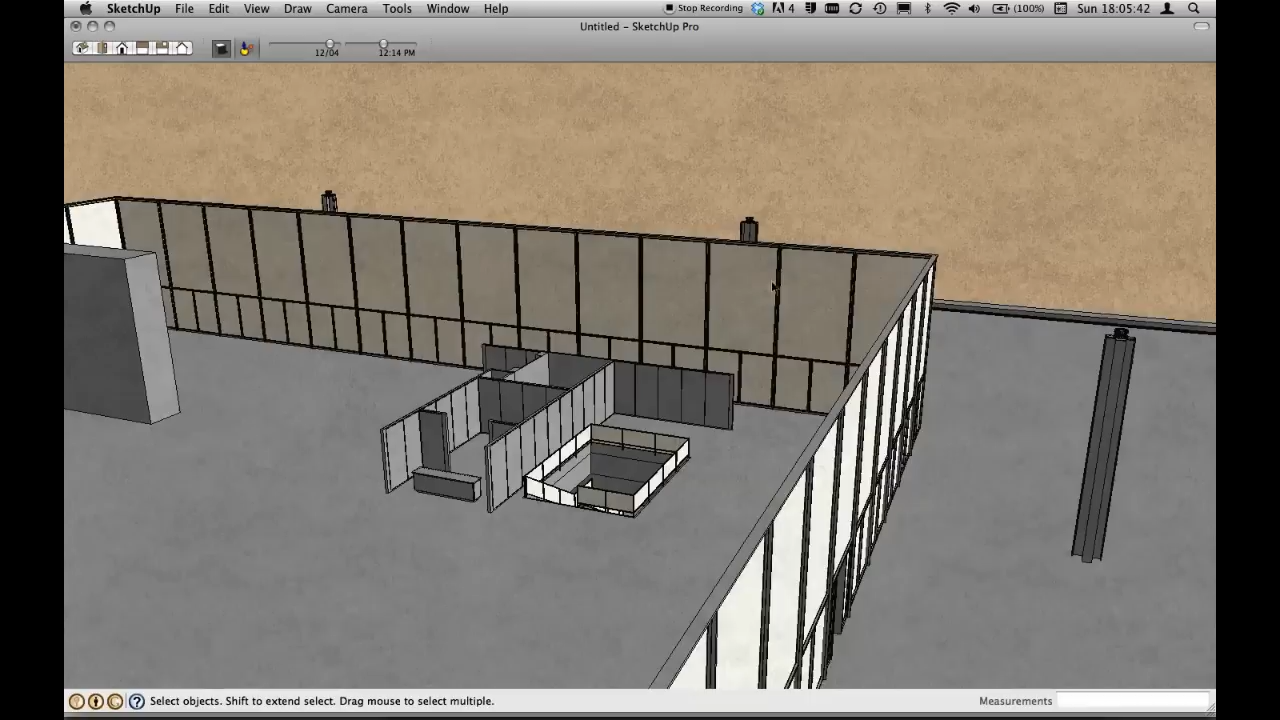 SketchUp File Edit View Draw Camera Tools Window Help Stop Recording 4 (100%) Sun 18:05:42
Untitled - SketchUp Pro
12/04 12:14 PM
Select objects. Shift to extend select. Drag mouse to select multiple. Measurements